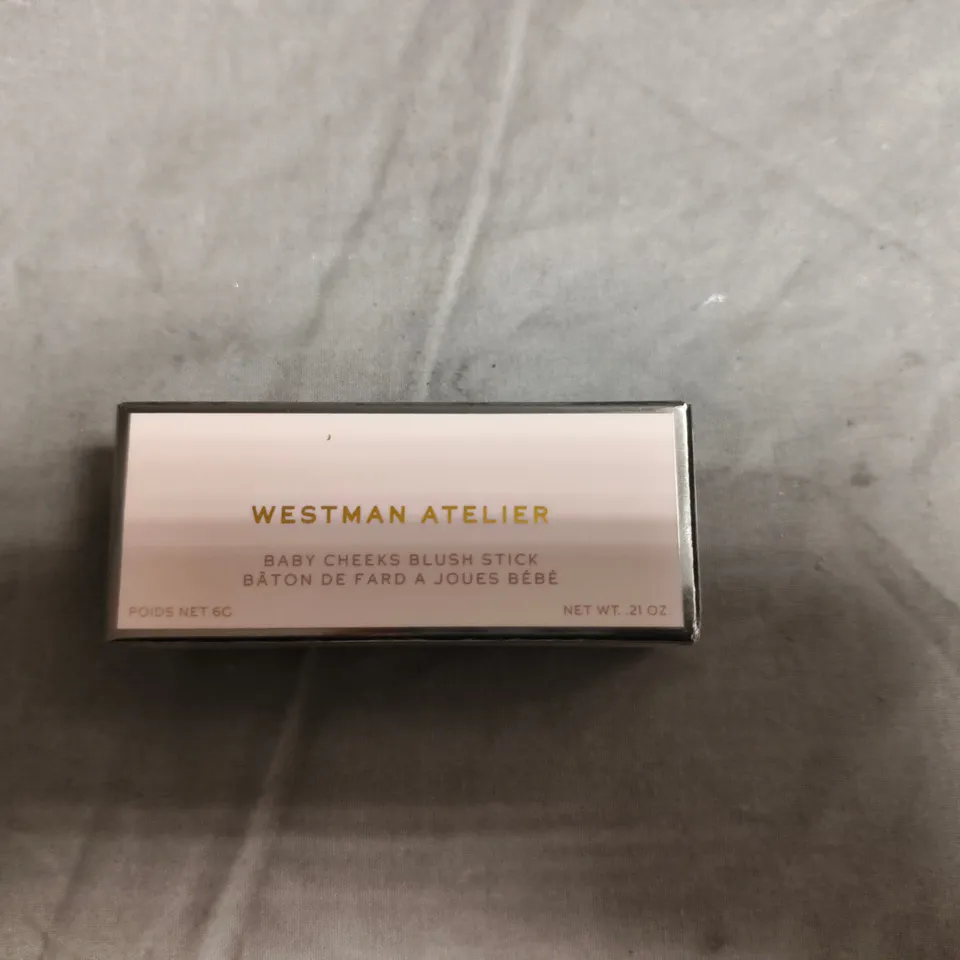 WESTMAN ATELIER
BABY CHEEKS BLUSH STICK
BÂTON DE FARD A JOUES BÉBÉ
POIDS NET 6G
NET WT. .21 OZ